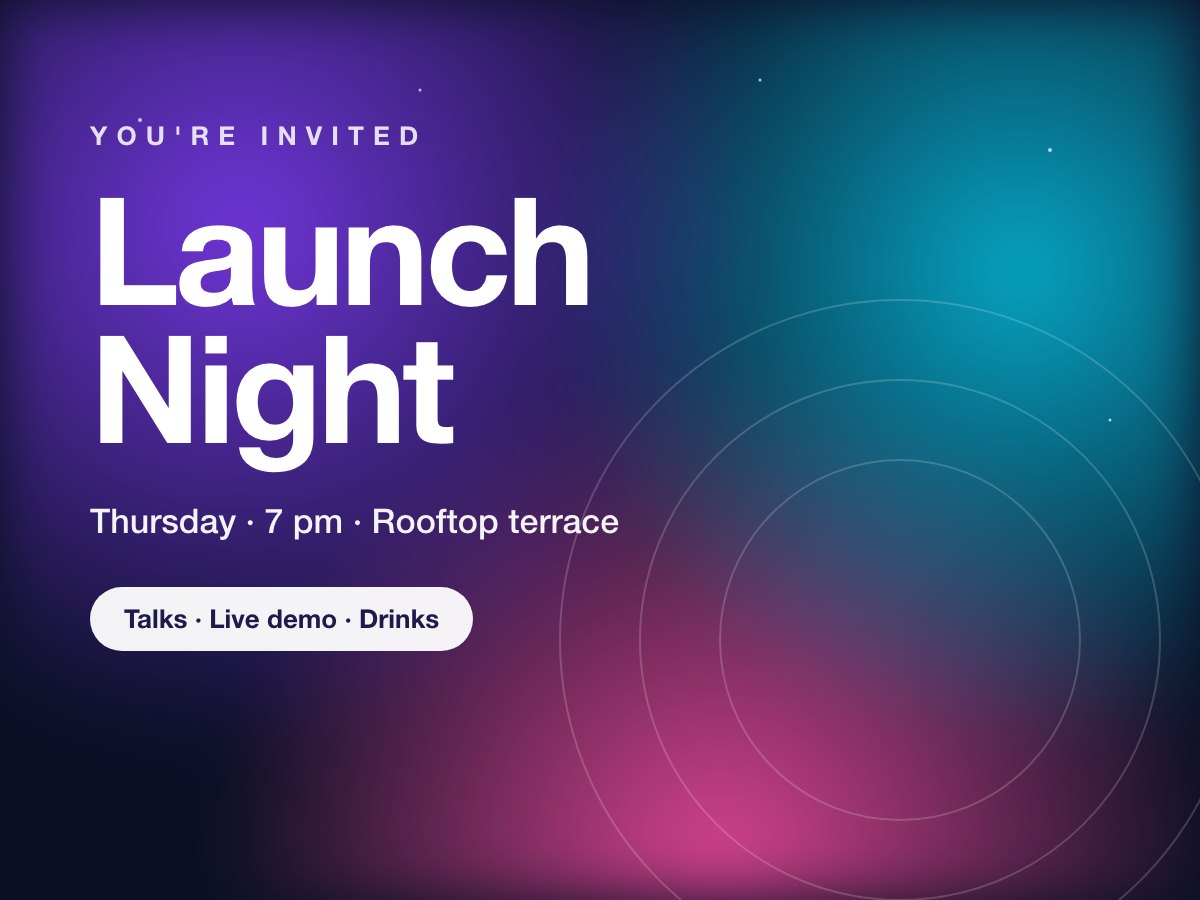 YOU'RE INVITED
Launch
Night
Thursday · 7 pm · Rooftop terrace
Talks · Live demo · Drinks